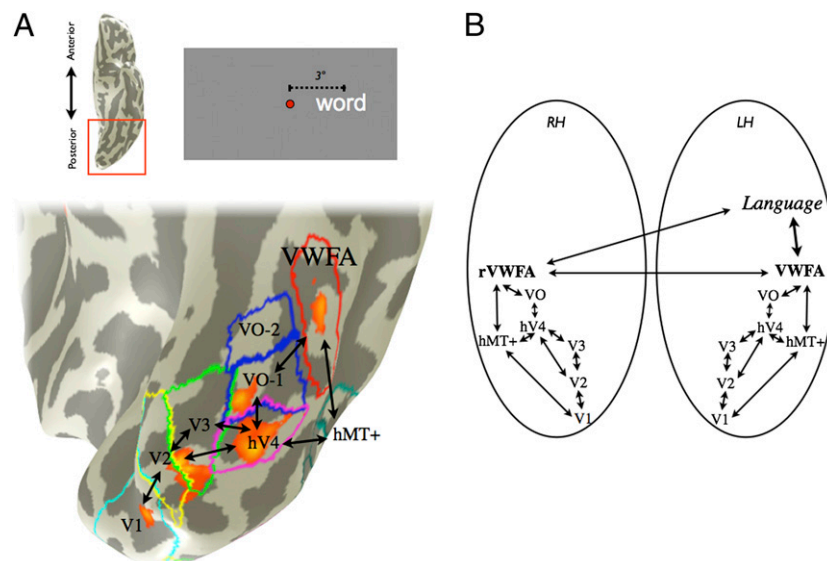 A
Anterior
Posterior
3°
word
VWFA
VO-2
VO-1
V3
hV4
hMT+
V2
V1
B
RH
LH
Language
rVWFA
VWFA
VO
VO
hV4
hV4
hMT+
V3
V3
hMT+
V2
V2
V1
V1